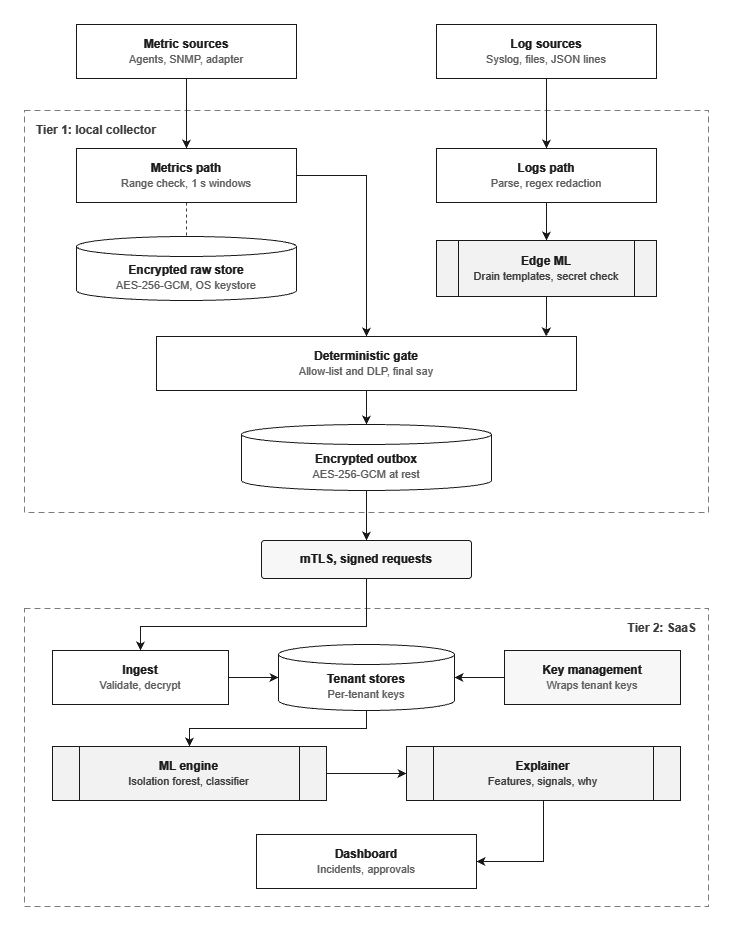 Metric sources
Agents, SNMP, adapter
Log sources
Syslog, files, JSON lines
Tier 1: local collector
Metrics path
Range check, 1 s windows
Logs path
Parse, regex redaction
Encrypted raw store
AES-256-GCM, OS keystore
Edge ML
Drain templates, secret check
Deterministic gate
Allow-list and DLP, final say
Encrypted outbox
AES-256-GCM at rest
mTLS, signed requests
Tier 2: SaaS
Ingest
Validate, decrypt
Tenant stores
Per-tenant keys
Key management
Wraps tenant keys
ML engine
Isolation forest, classifier
Explainer
Features, signals, why
Dashboard
Incidents, approvals